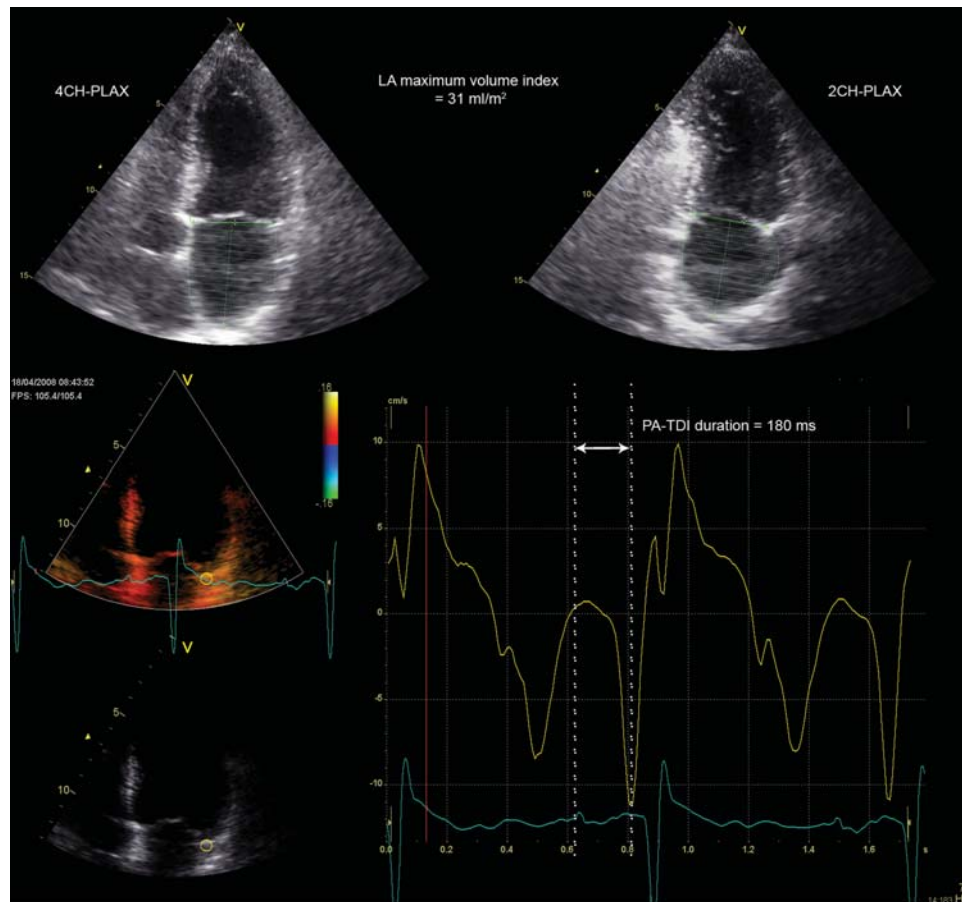 V
V
4CH-PLAX
LA maximum volume index
= 31 ml/m²
2CH-PLAX
5
5
10
10
15
15
18/04/2008 08:43:52
FPS: 105.4/105.4
V
.16
-.16
5
10
V
5
10
cm/s
PA-TDI duration = 180 ms
10
5
0
-5
-10
0.0
0.2
0.4
0.6
0.8
1.0
1.2
1.4
1.6
s